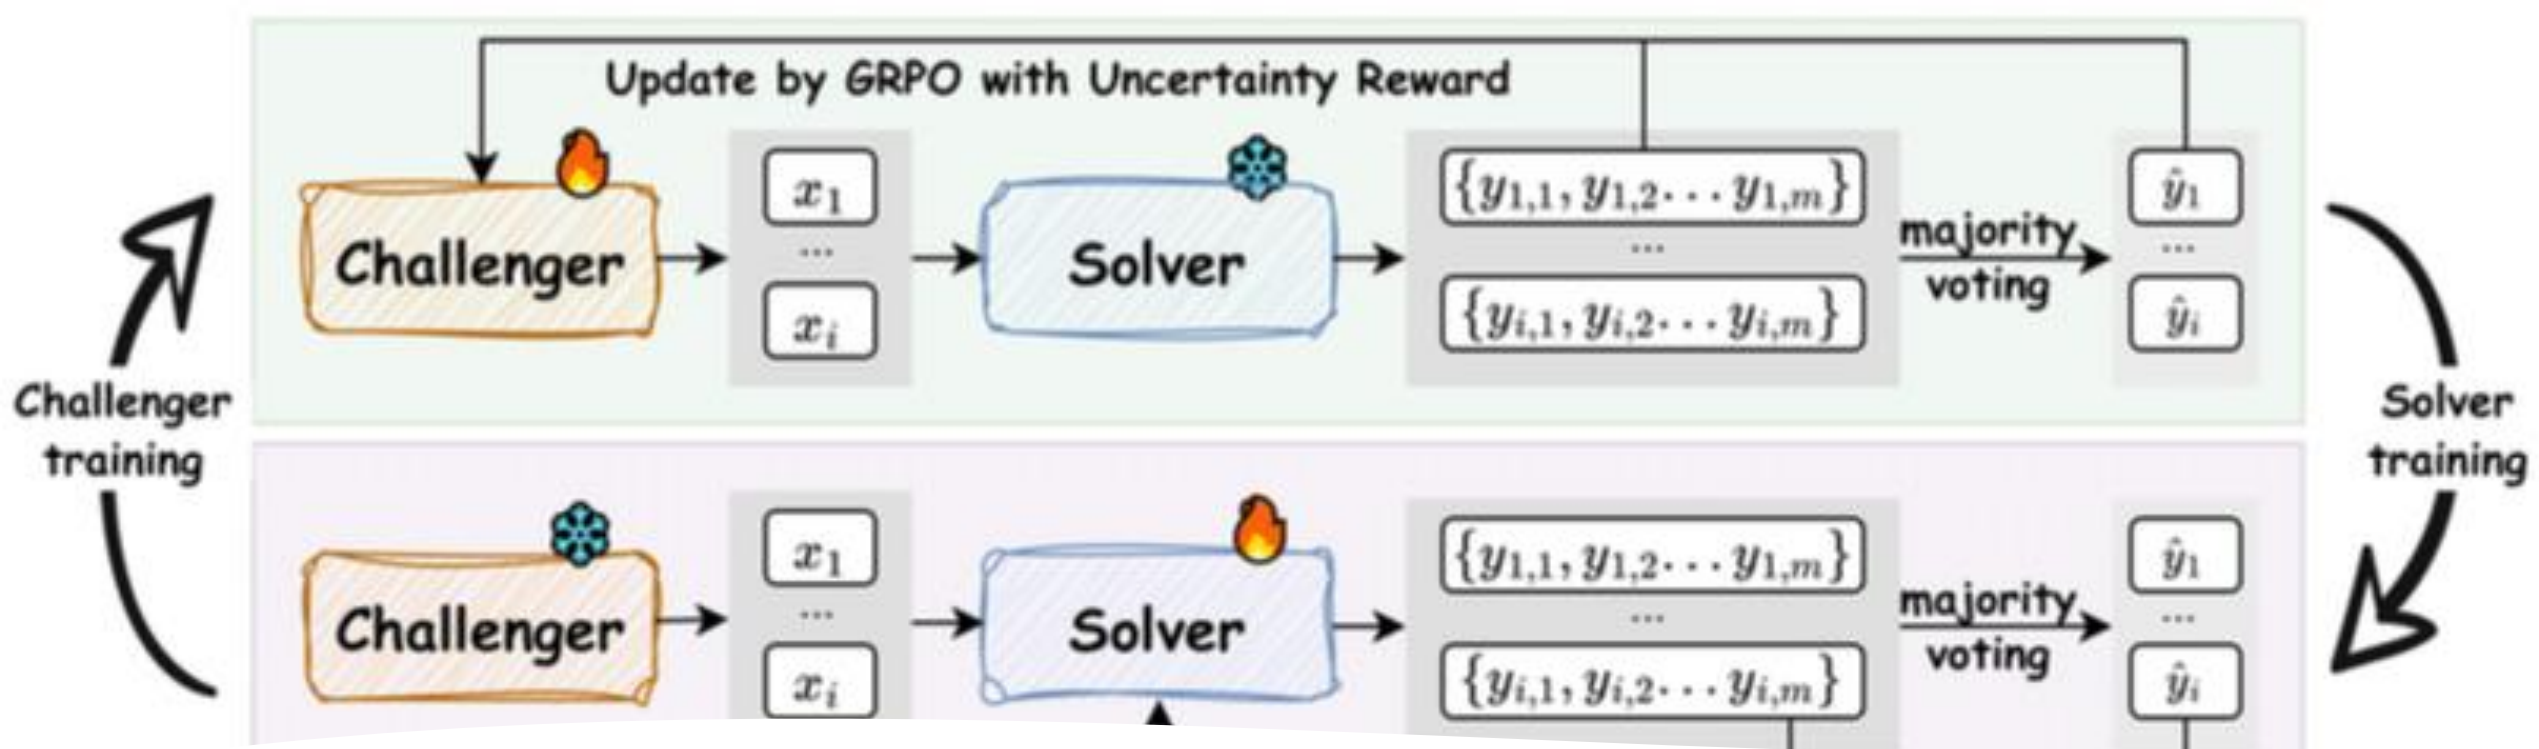 Update by GRPO with Uncertainty Reward
Challenger
x₁
...
xᵢ
Solver
{y₁,₁, y₁,₂... y₁,ₘ}
...
{yᵢ,₁, yᵢ,₂... yᵢ,ₘ}
majority
voting
ŷ₁
...
ŷᵢ
Challenger
training
Solver
training
Challenger
x₁
...
xᵢ
Solver
{y₁,₁, y₁,₂... y₁,ₘ}
...
{yᵢ,₁, yᵢ,₂... yᵢ,ₘ}
majority
voting
ŷ₁
...
ŷᵢ